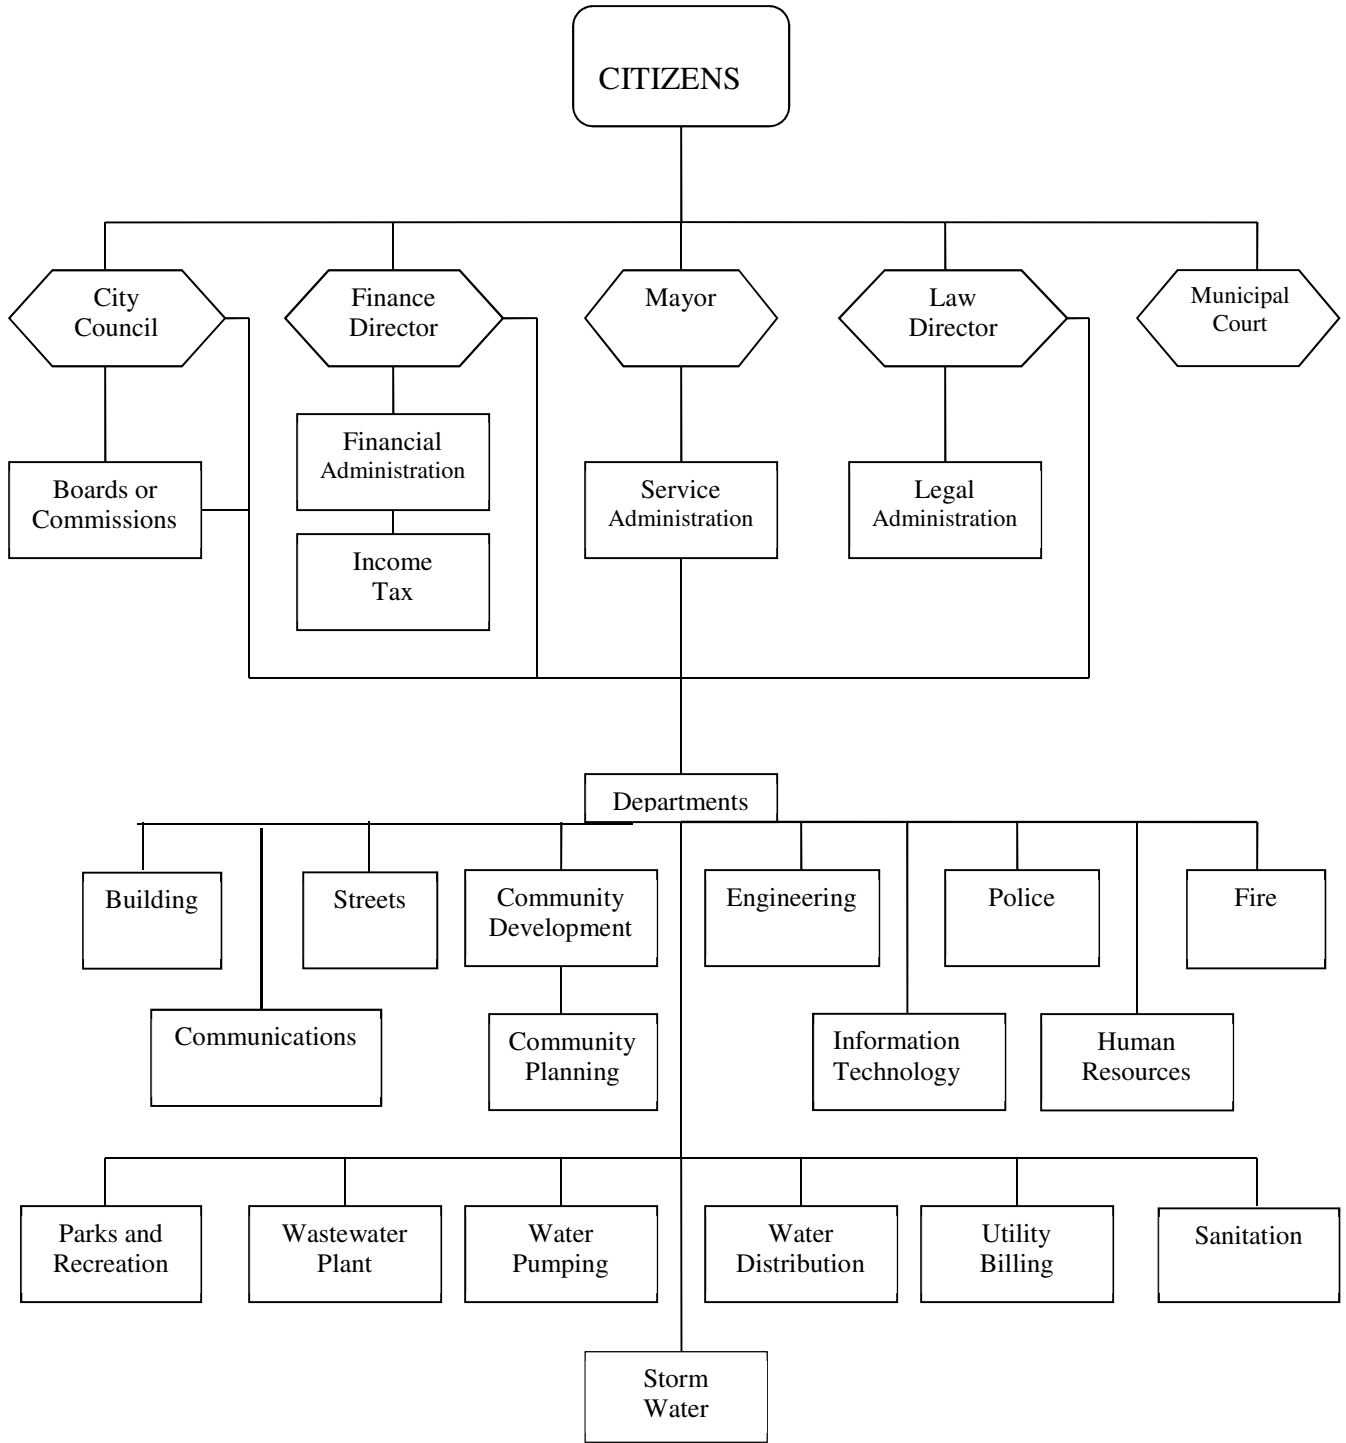 CITIZENS
City
Council
Finance
Director
Mayor
Law
Director
Municipal
Court
Financial
Administration
Boards or
Commissions
Service
Administration
Legal
Administration
Income
Tax
Departments
Building
Streets
Community
Development
Engineering
Police
Fire
Communications
Community
Planning
Information
Technology
Human
Resources
Parks and
Recreation
Wastewater
Plant
Water
Pumping
Water
Distribution
Utility
Billing
Sanitation
Storm
Water